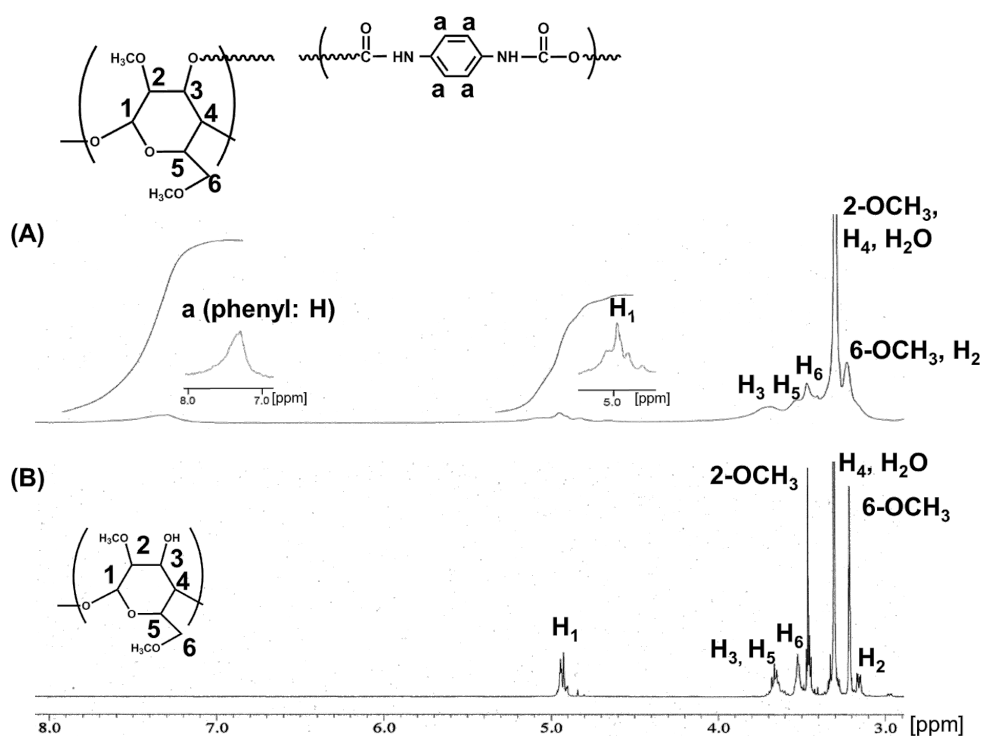 a a
O O
H₃CO O C HN NH C O
2 3
1 4 a a
O O
5
H₃CO 6
(A)
2-OCH₃,
H₄, H₂O
a (phenyl: H)
H₁
6-OCH₃, H₂
H₆
H₃ H₅
8.0 7.0 [ppm]
5.0 [ppm]
(B)
2-OCH₃
H₄, H₂O
6-OCH₃
H₃CO OH
2 3
1 4
O O
5
H₃CO 6
H₁
H₃, H₅ H₆
H₂
8.0 7.0 6.0 5.0 4.0 3.0 [ppm]